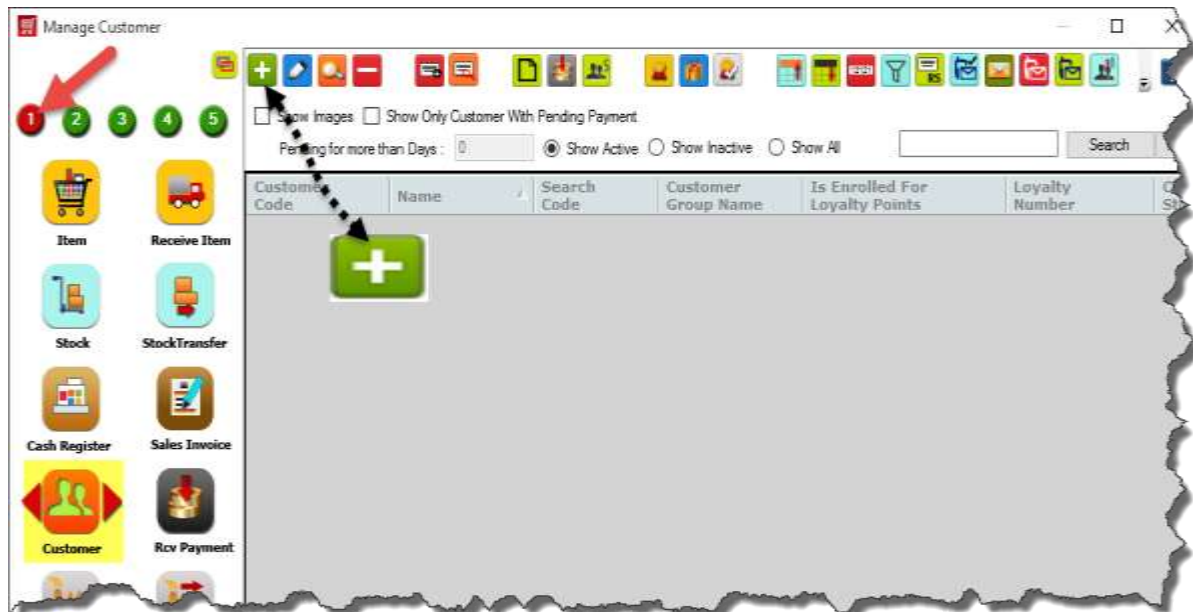 Manage Customer
1 2 3 4 5
Show Images Show Only Customer With Pending Payment
Pending for more than Days : 0 Show Active Show Inactive Show All Search
Customer Code Name Search Code Customer Group Name Is Enrolled For Loyalty Points Loyalty Number
Item Receive Item
Stock StockTransfer
Cash Register Sales Invoice
Customer Rcv Payment
RS